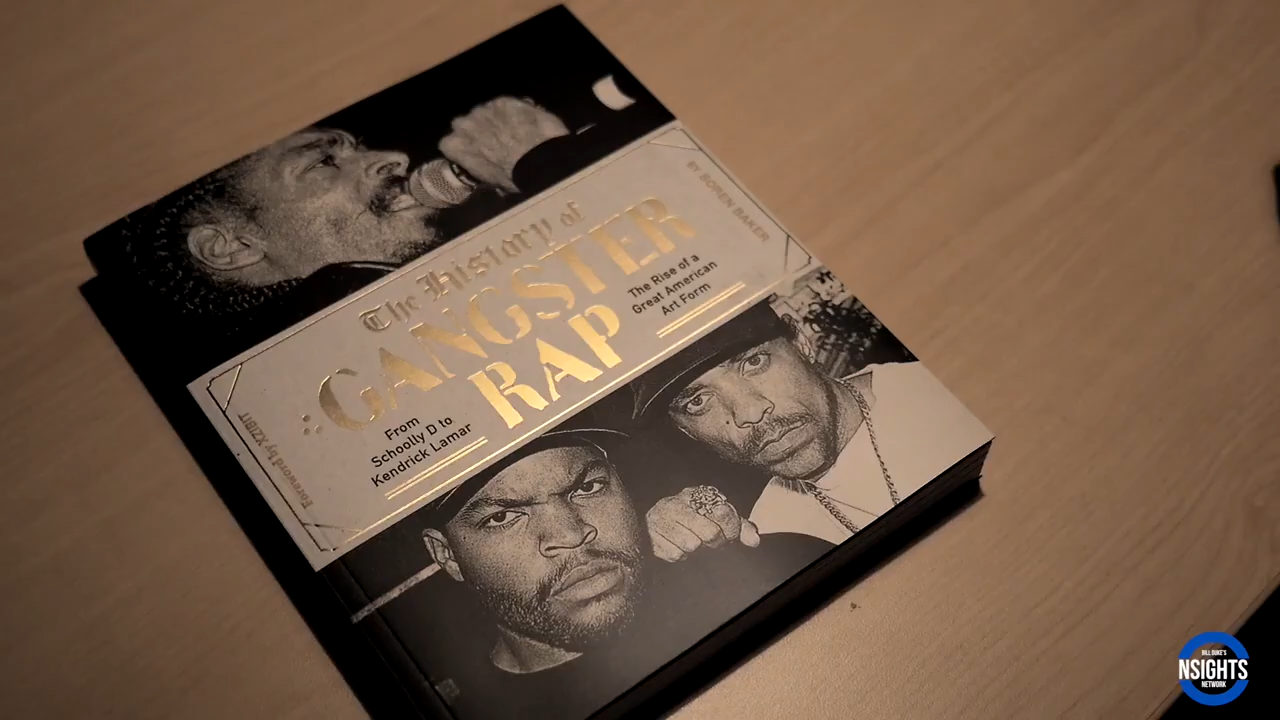 The History of
GANGSTER
RAP
BY SOREN BAKER
The Rise of a
Great American
Art Form
From
Schoolly D to
Kendrick Lamar
Foreword by XZIBIT
BILL DUKE'S
NSIGHTS
NETWORK